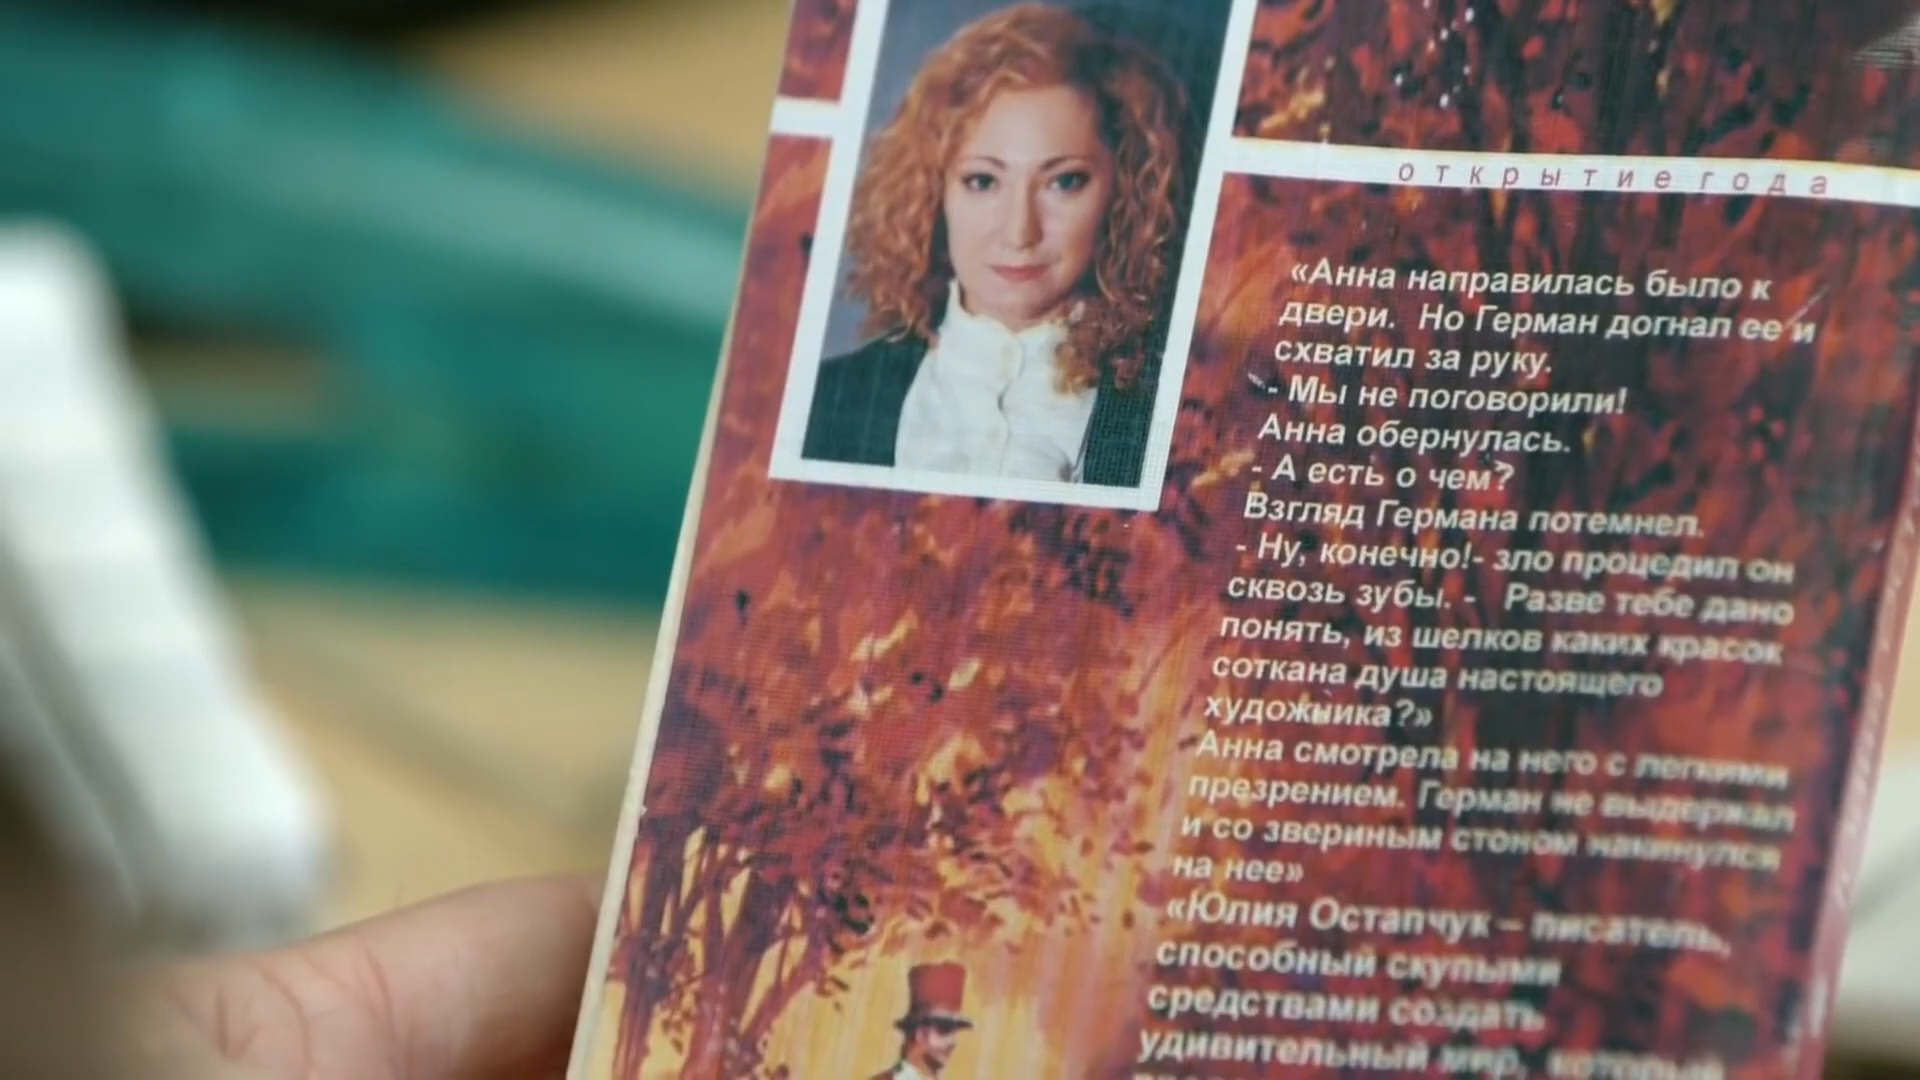 открытие года
«Анна направилась было к
двери. Но Герман догнал ее и
схватил за руку.
- Мы не поговорили!
Анна обернулась.
- А есть о чем?
Взгляд Германа потемнел.
- Ну, конечно!- зло процедил он
сквозь зубы. - Разве тебе дано
понять, из шелков каких красок
соткана душа настоящего
художника?»
Анна смотрела на него с легкими
презрением. Герман не выдержал
и со звериным стоном накинулся
на нее»
«Юлия Остапчук – писатель,
способный скупыми
средствами создать
удивительный мир, который